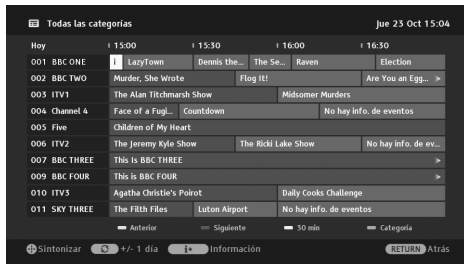 Todas las categorías Jue 23 Oct 15:04
Hoy 15:00 15:30 16:00 16:30
001 BBC ONE i LazyTown Dennis the... The Se... Raven Election
002 BBC TWO Murder, She Wrote Flog It! Are You an Egg...
003 ITV1 The Alan Titchmarsh Show Midsomer Murders
004 Channel 4 Face of a Fugi... Countdown No hay info. de eventos
005 Five Children of My Heart
006 ITV2 The Jeremy Kyle Show The Ricki Lake Show No hay info. de ev...
007 BBC THREE This Is BBC THREE
009 BBC FOUR This is BBC FOUR
010 ITV3 Agatha Christie's Poirot Daily Cooks Challenge
011 SKY THREE The Filth Files Luton Airport No hay info. de eventos
Anterior Siguiente 30 min Categoría
Sintonizar +/- 1 día i+ Información RETURN Atrás